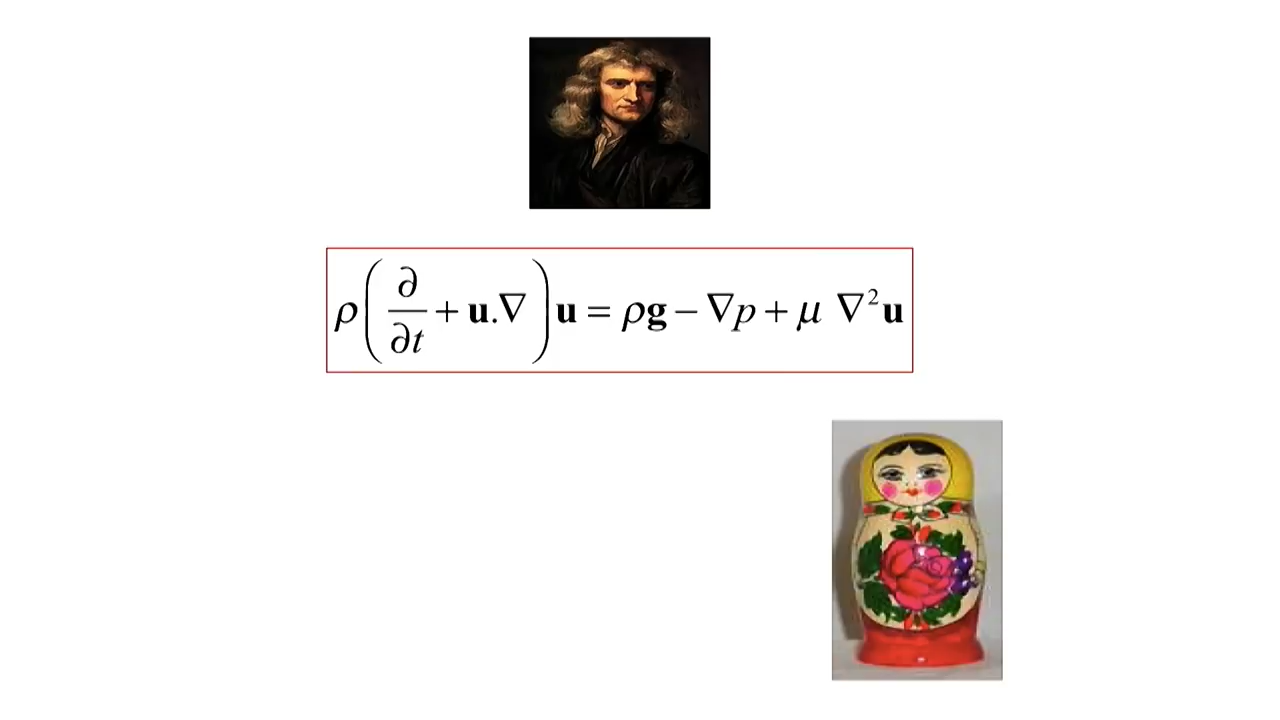 ρ(∂/∂t + u.∇)u = ρg − ∇p + μ ∇²u